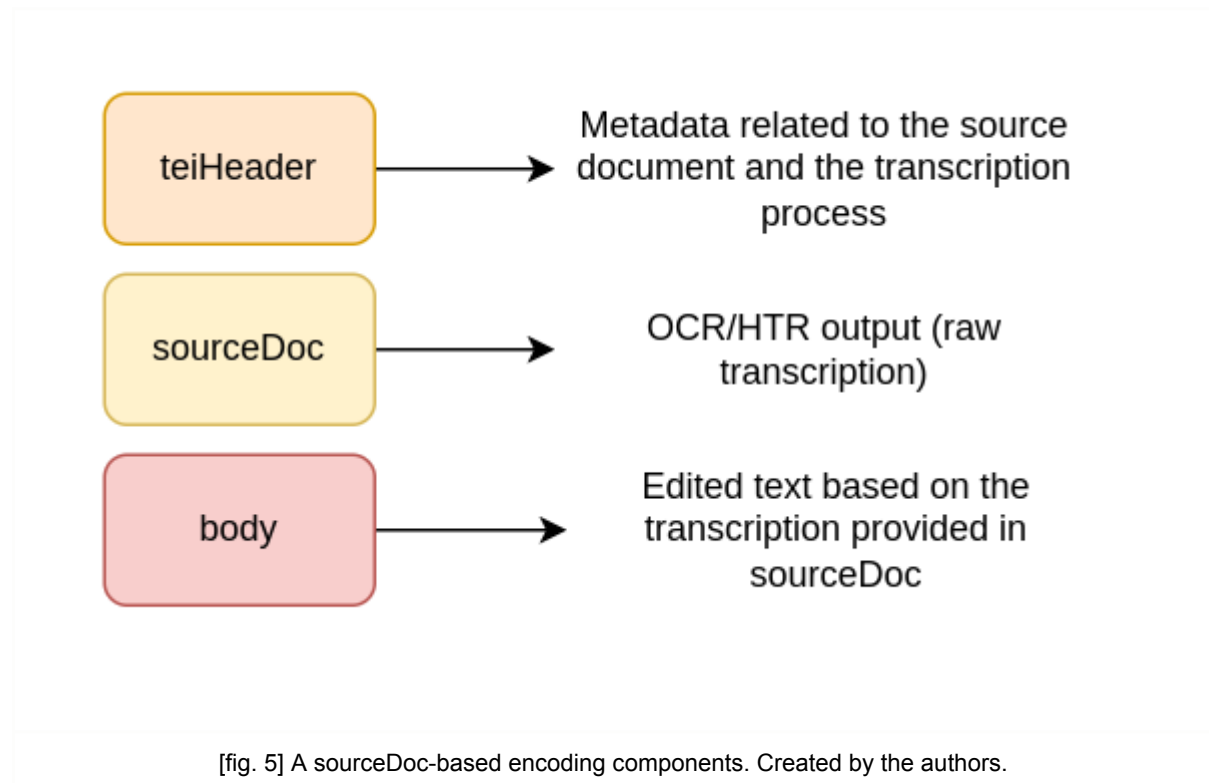 teiHeader
Metadata related to the source
document and the transcription
process
sourceDoc
OCR/HTR output (raw
transcription)
body
Edited text based on the
transcription provided in
sourceDoc
[fig. 5] A sourceDoc-based encoding components. Created by the authors.